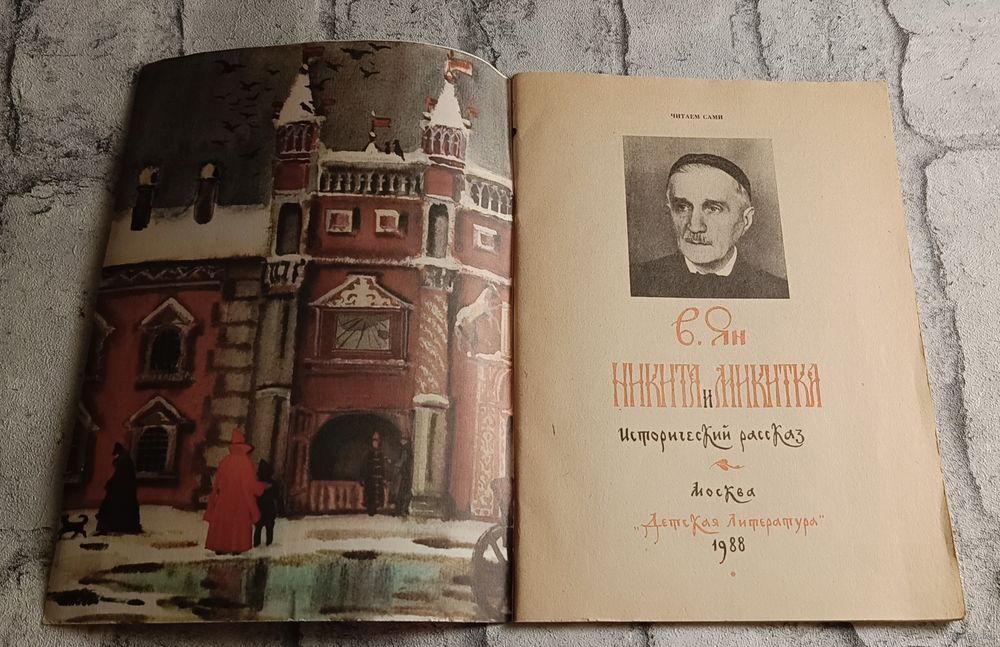 ЧИТАЕМ САМИ
В. Ян
НИКИТА И МИКИТКА
Исторический рассказ
Москва
„Детская литература“
1988